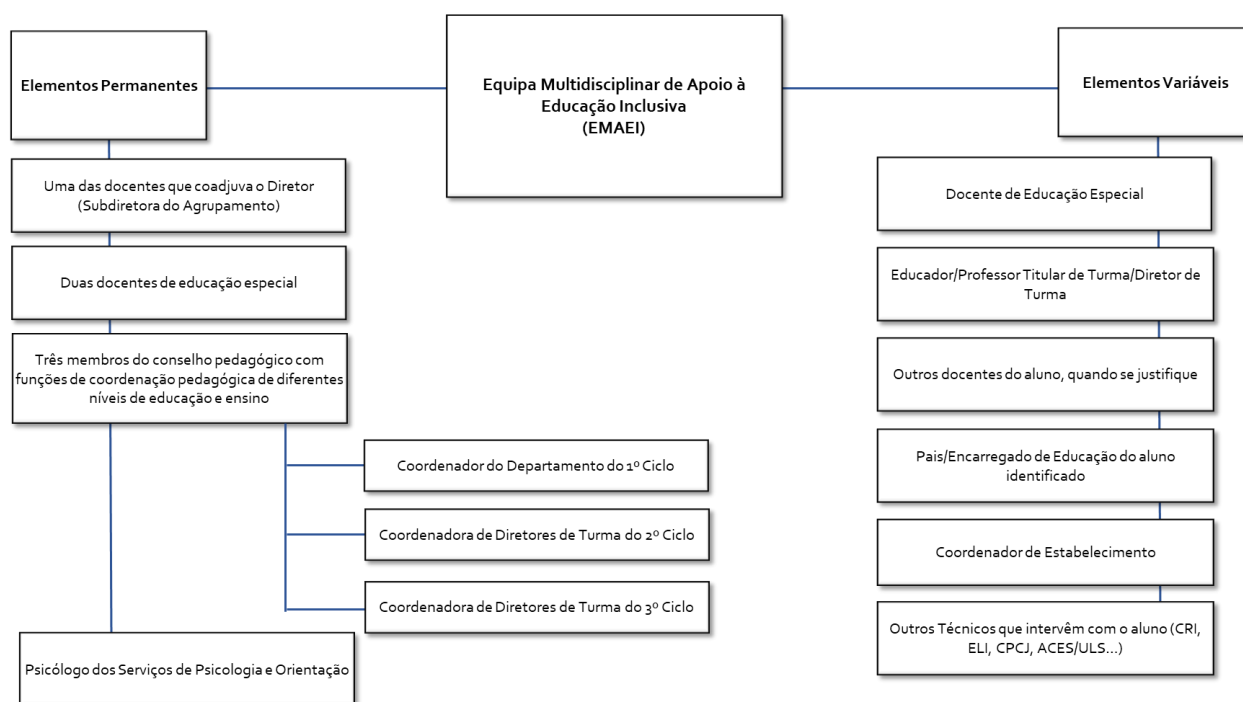 Elementos Permanentes
Equipa Multidisciplinar de Apoio à
Educação Inclusiva
(EMAEI)
Elementos Variáveis
Uma das docentes que coadjuva o Diretor
(Subdiretora do Agrupamento)
Duas docentes de educação especial
Três membros do conselho pedagógico com
funções de coordenação pedagógica de diferentes
níveis de educação e ensino
Coordenador do Departamento do 1º Ciclo
Coordenadora de Diretores de Turma do 2º Ciclo
Coordenadora de Diretores de Turma do 3º Ciclo
Psicólogo dos Serviços de Psicologia e Orientação
Docente de Educação Especial
Educador/Professor Titular de Turma/Diretor de
Turma
Outros docentes do aluno, quando se justifique
Pais/Encarregado de Educação do aluno
identificado
Coordenador de Estabelecimento
Outros Técnicos que intervêm com o aluno (CRI,
ELI, CPCJ, ACES/ULS...)